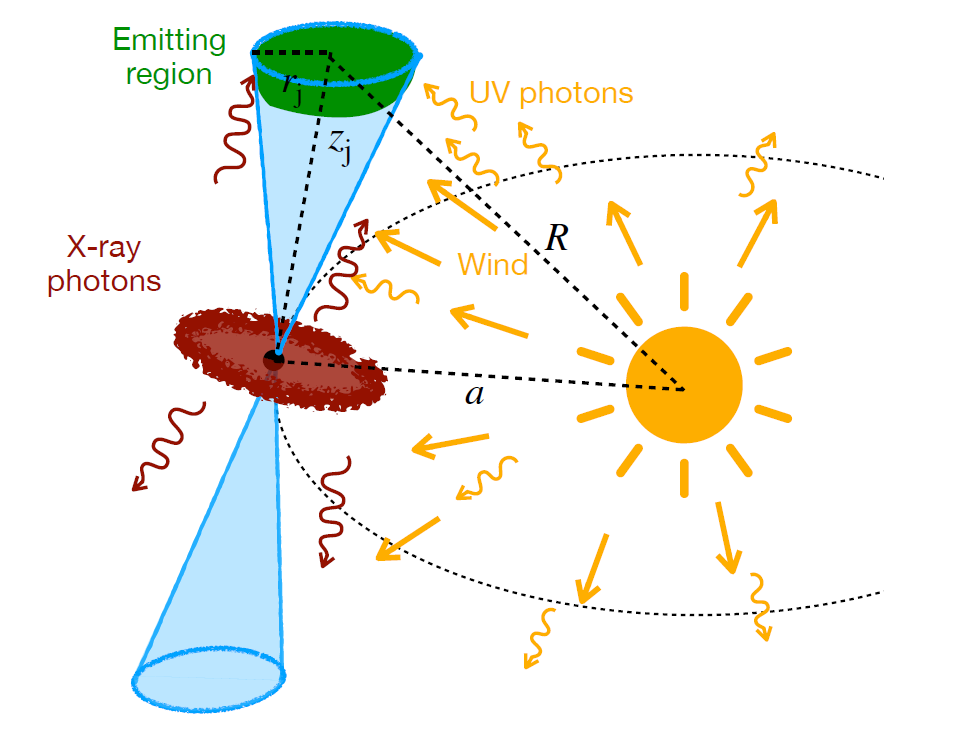 Emitting
region
r_j
UV photons
z_j
X-ray
photons
Wind
R
a